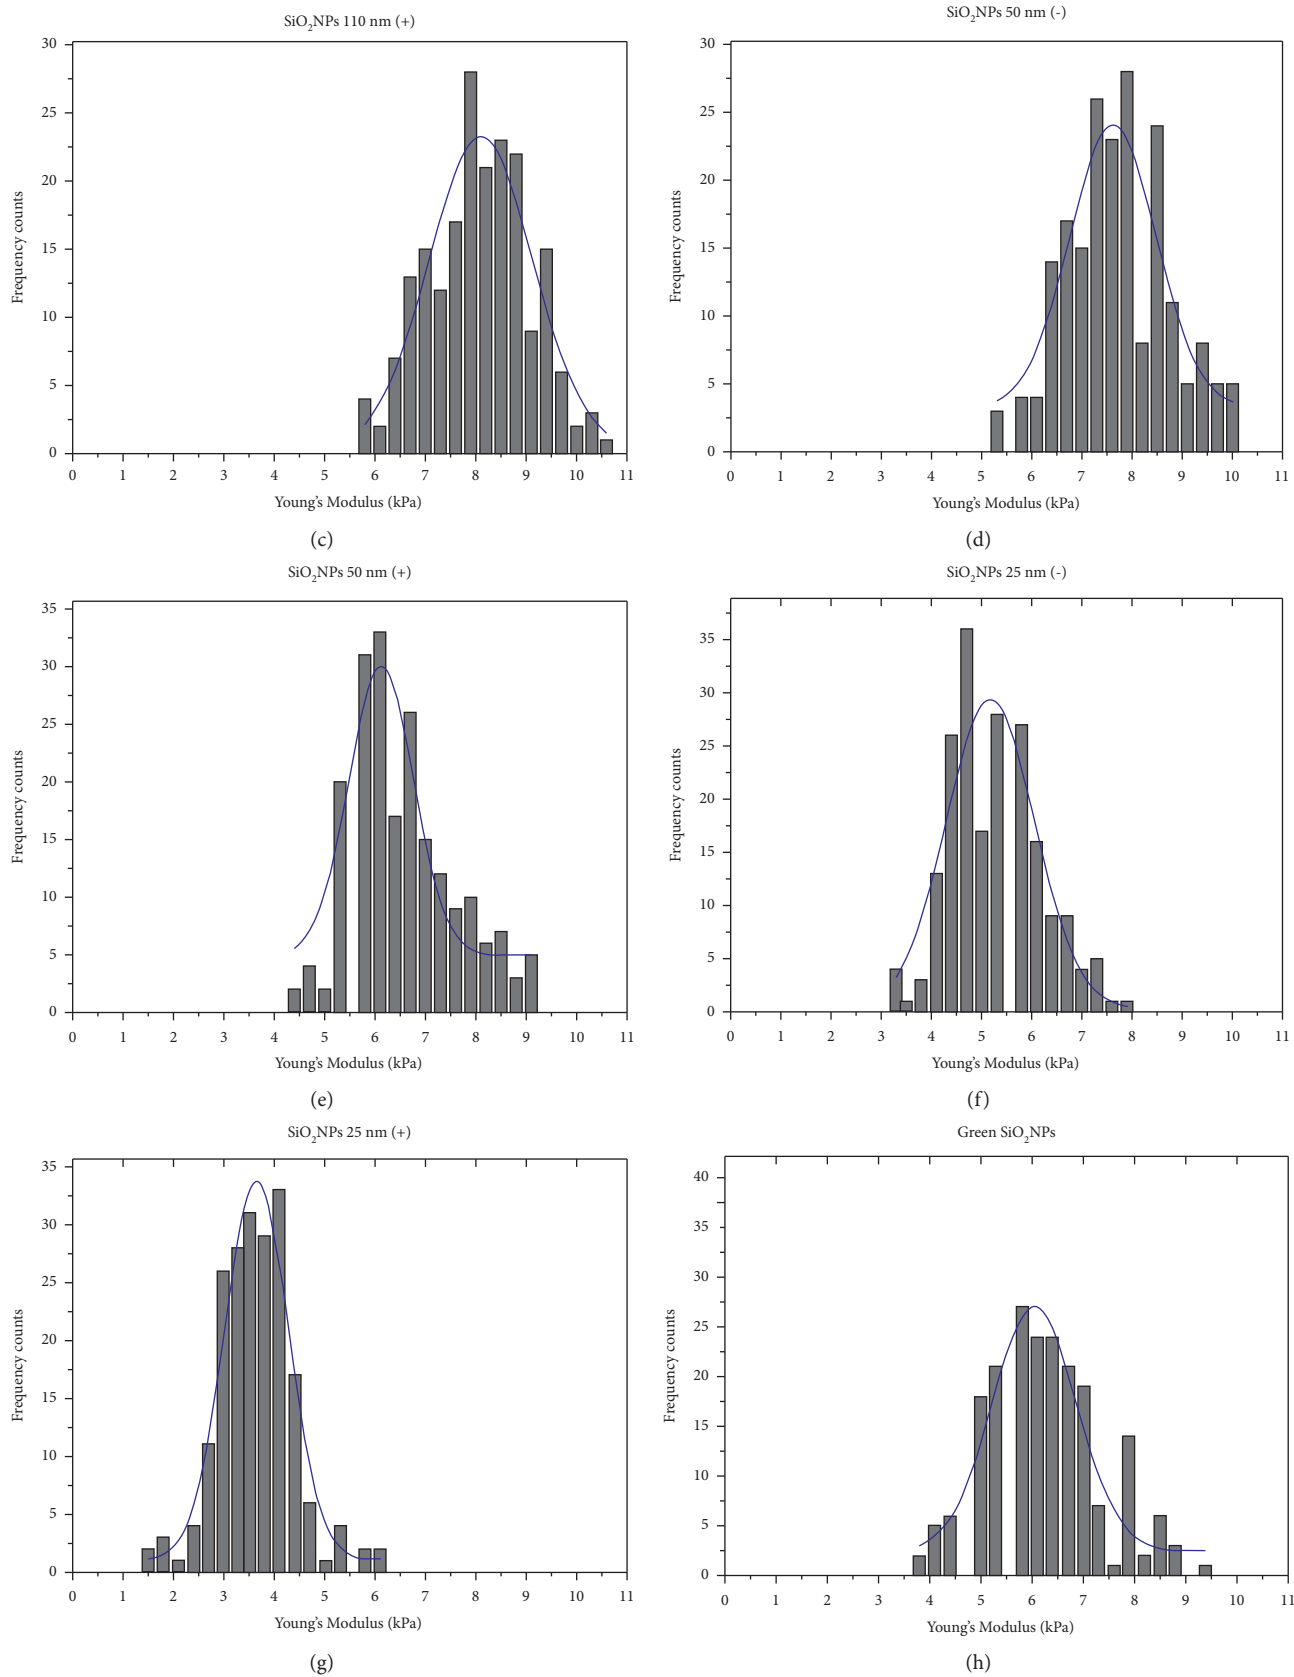 SiO₂NPs 110 nm (+)
30
25
20
15
10
5
0
Frequency counts
0 1 2 3 4 5 6 7 8 9 10 11
Young's Modulus (kPa)
(c)
SiO₂NPs 50 nm (-)
30
25
20
15
10
5
0
Frequency counts
0 1 2 3 4 5 6 7 8 9 10 11
Young's Modulus (kPa)
(d)
SiO₂NPs 50 nm (+)
35
30
25
20
15
10
5
0
Frequency counts
0 1 2 3 4 5 6 7 8 9 10 11
Young's Modulus (kPa)
(e)
SiO₂NPs 25 nm (-)
35
30
25
20
15
10
5
0
Frequency counts
0 1 2 3 4 5 6 7 8 9 10 11
Young's Modulus (kPa)
(f)
SiO₂NPs 25 nm (+)
35
30
25
20
15
10
5
0
Frequency counts
0 1 2 3 4 5 6 7 8 9 10 11
Young's Modulus (kPa)
(g)
Green SiO₂NPs
40
35
30
25
20
15
10
5
0
Frequency counts
0 1 2 3 4 5 6 7 8 9 10 11
Young's Modulus (kPa)
(h)